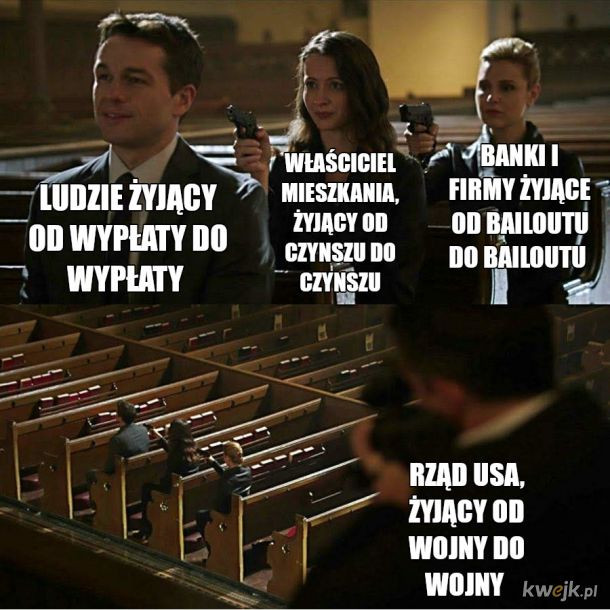 LUDZIE ŻYJĄCY
OD WYPŁATY DO
WYPŁATY
WŁAŚCICIEL
MIESZKANIA,
ŻYJĄCY OD
CZYNSZU DO
CZYNSZU
BANKI I
FIRMY ŻYJĄCE
OD BAILOUTU
DO BAILOUTU
RZĄD USA,
ŻYJĄCY OD
WOJNY DO
WOJNY
kwejk.pl